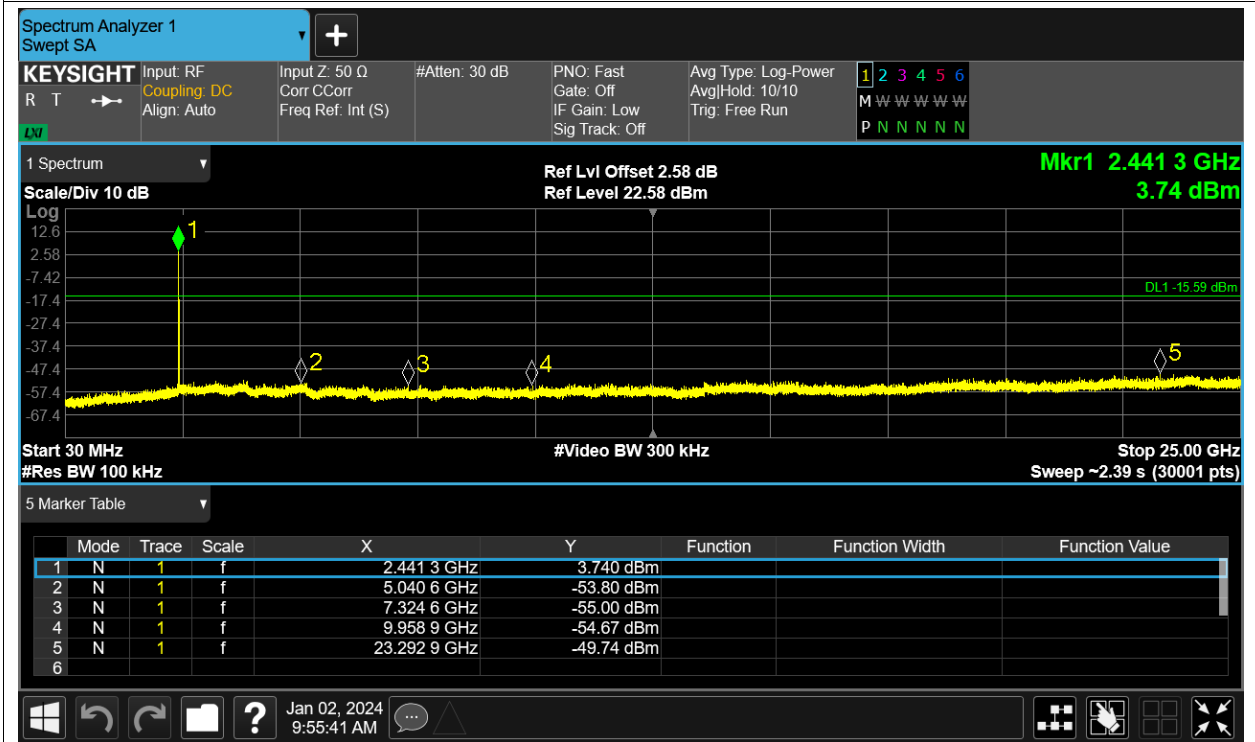 Spectrum Analyzer 1
Swept SA
+
KEYSIGHT Input: RF Input Z: 50 Ω #Atten: 30 dB PNO: Fast Avg Type: Log-Power 1 2 3 4 5 6
R T Coupling: DC Corr CCorr Gate: Off Avg|Hold: 10/10 M W W W W W
Align: Auto Freq Ref: Int (S) IF Gain: Low Trig: Free Run
LXI Sig Track: Off P N N N N N
1 Spectrum Ref Lvl Offset 2.58 dB Mkr1 2.441 3 GHz
Scale/Div 10 dB Ref Level 22.58 dBm 3.74 dBm
Log
12.6 1
2.58
-7.42
DL1 -15.59 dBm
-17.4
-27.4
-37.4
2 3 4 5
-47.4
-57.4
-67.4
Start 30 MHz #Video BW 300 kHz Stop 25.00 GHz
#Res BW 100 kHz Sweep ~2.39 s (30001 pts)
5 Marker Table
Mode Trace Scale X Y Function Function Width Function Value
1 N 1 f 2.441 3 GHz 3.740 dBm
2 N 1 f 5.040 6 GHz -53.80 dBm
3 N 1 f 7.324 6 GHz -55.00 dBm
4 N 1 f 9.958 9 GHz -54.67 dBm
5 N 1 f 23.292 9 GHz -49.74 dBm
6
? Jan 02, 2024
9:55:41 AM